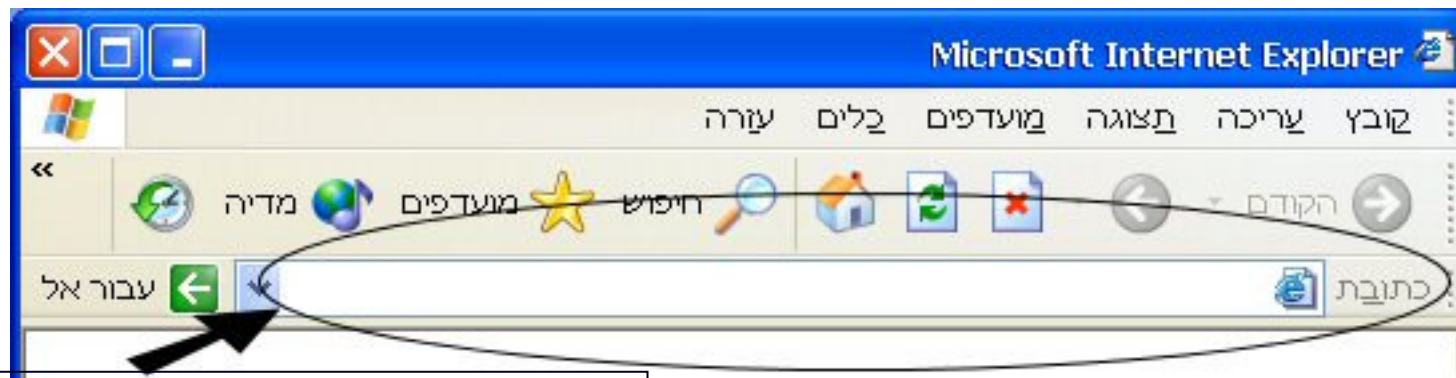 Microsoft Internet Explorer
קובץ עריכה תצוגה מועדפים כלים עזרה
הקודם חיפוש מועדפים מדיה »
כתובת עבור אל